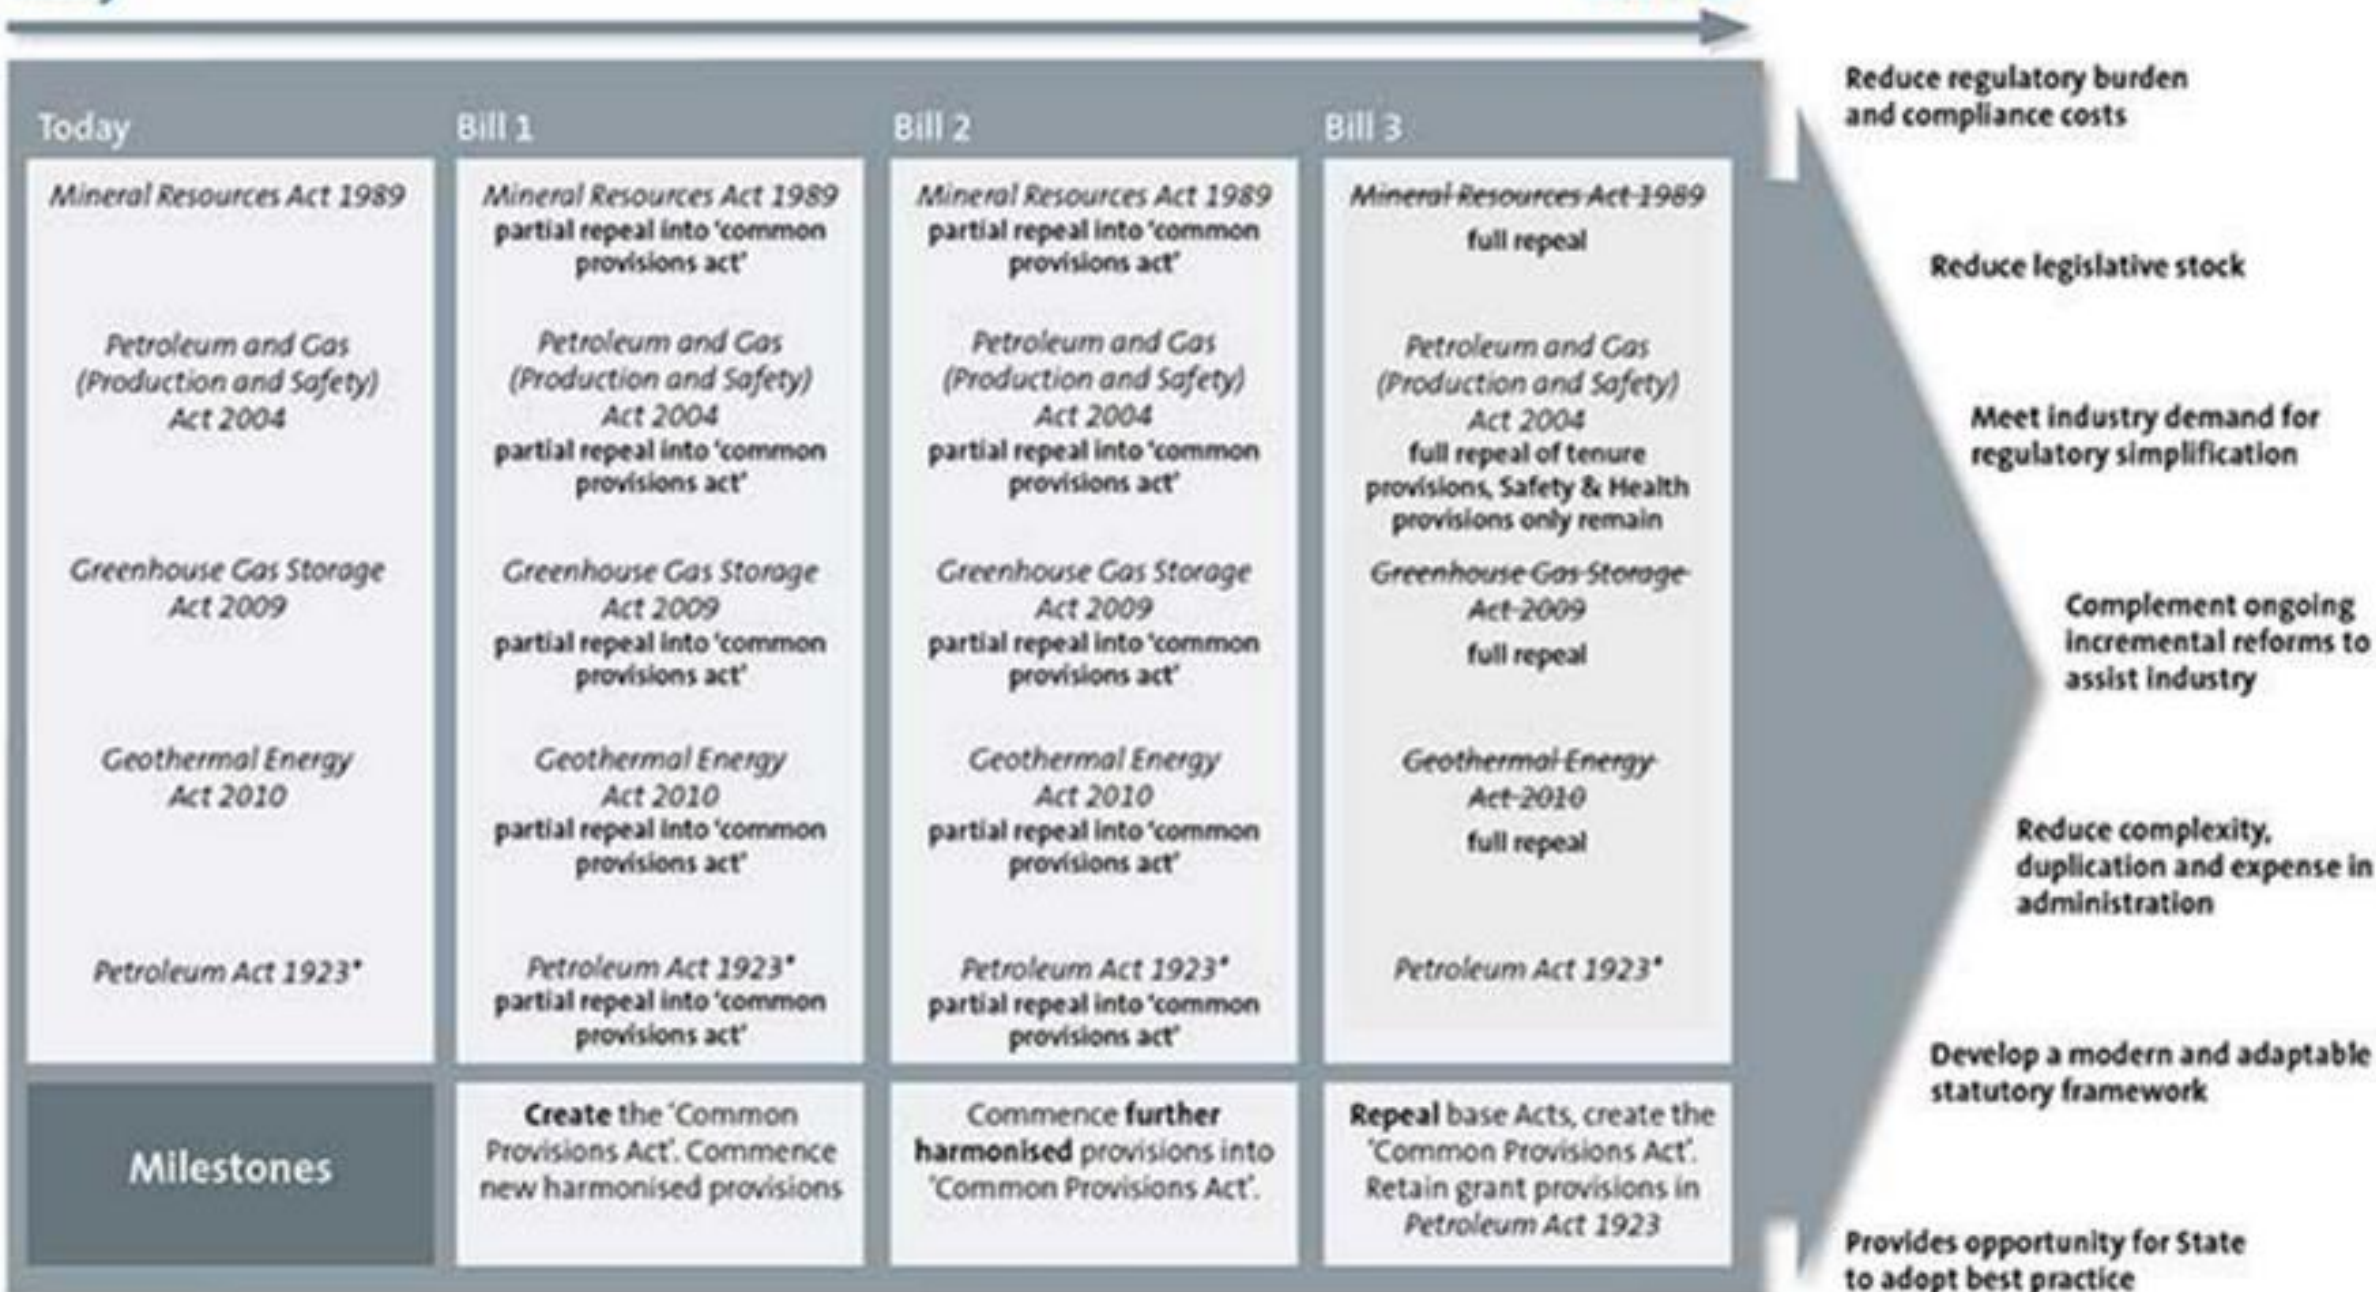 Today
Mineral Resources Act 1989
Petroleum and Gas
(Production and Safety)
Act 2004
Greenhouse Gas Storage
Act 2009
Geothermal Energy
Act 2010
Petroleum Act 1923*
Bill 1
Mineral Resources Act 1989
partial repeal into 'common
provisions act'
Petroleum and Gas
(Production and Safety)
Act 2004
partial repeal into 'common
provisions act'
Greenhouse Gas Storage
Act 2009
partial repeal into 'common
provisions act'
Geothermal Energy
Act 2010
partial repeal into 'common
provisions act'
Petroleum Act 1923*
partial repeal into 'common
provisions act'
Bill 2
Mineral Resources Act 1989
partial repeal into 'common
provisions act'
Petroleum and Gas
(Production and Safety)
Act 2004
partial repeal into 'common
provisions act'
Greenhouse Gas Storage
Act 2009
partial repeal into 'common
provisions act'
Geothermal Energy
Act 2010
partial repeal into 'common
provisions act'
Petroleum Act 1923*
partial repeal into 'common
provisions act'
Bill 3
Mineral Resources Act 1989
full repeal
Petroleum and Gas
(Production and Safety)
Act 2004
full repeal of tenure
provisions, Safety & Health
provisions only remain
Greenhouse Gas Storage
Act 2009
full repeal
Geothermal Energy
Act 2010
full repeal
Petroleum Act 1923*
Milestones
Create the 'Common
Provisions Act'. Commence
new harmonised provisions
Commence further
harmonised provisions into
'Common Provisions Act'.
Repeal base Acts, create the
'Common Provisions Act'.
Retain grant provisions in
Petroleum Act 1923
Reduce regulatory burden
and compliance costs
Reduce legislative stock
Meet industry demand for
regulatory simplification
Complement ongoing
incremental reforms to
assist industry
Reduce complexity,
duplication and expense in
administration
Develop a modern and adaptable
statutory framework
Provides opportunity for State
to adopt best practice